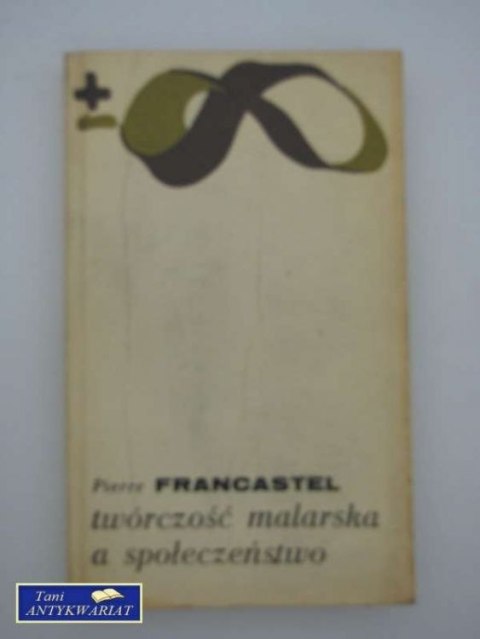 Pierre FRANCASTEL
twórczość malarska
a społeczeństwo
Tani
ANTYKWARIAT